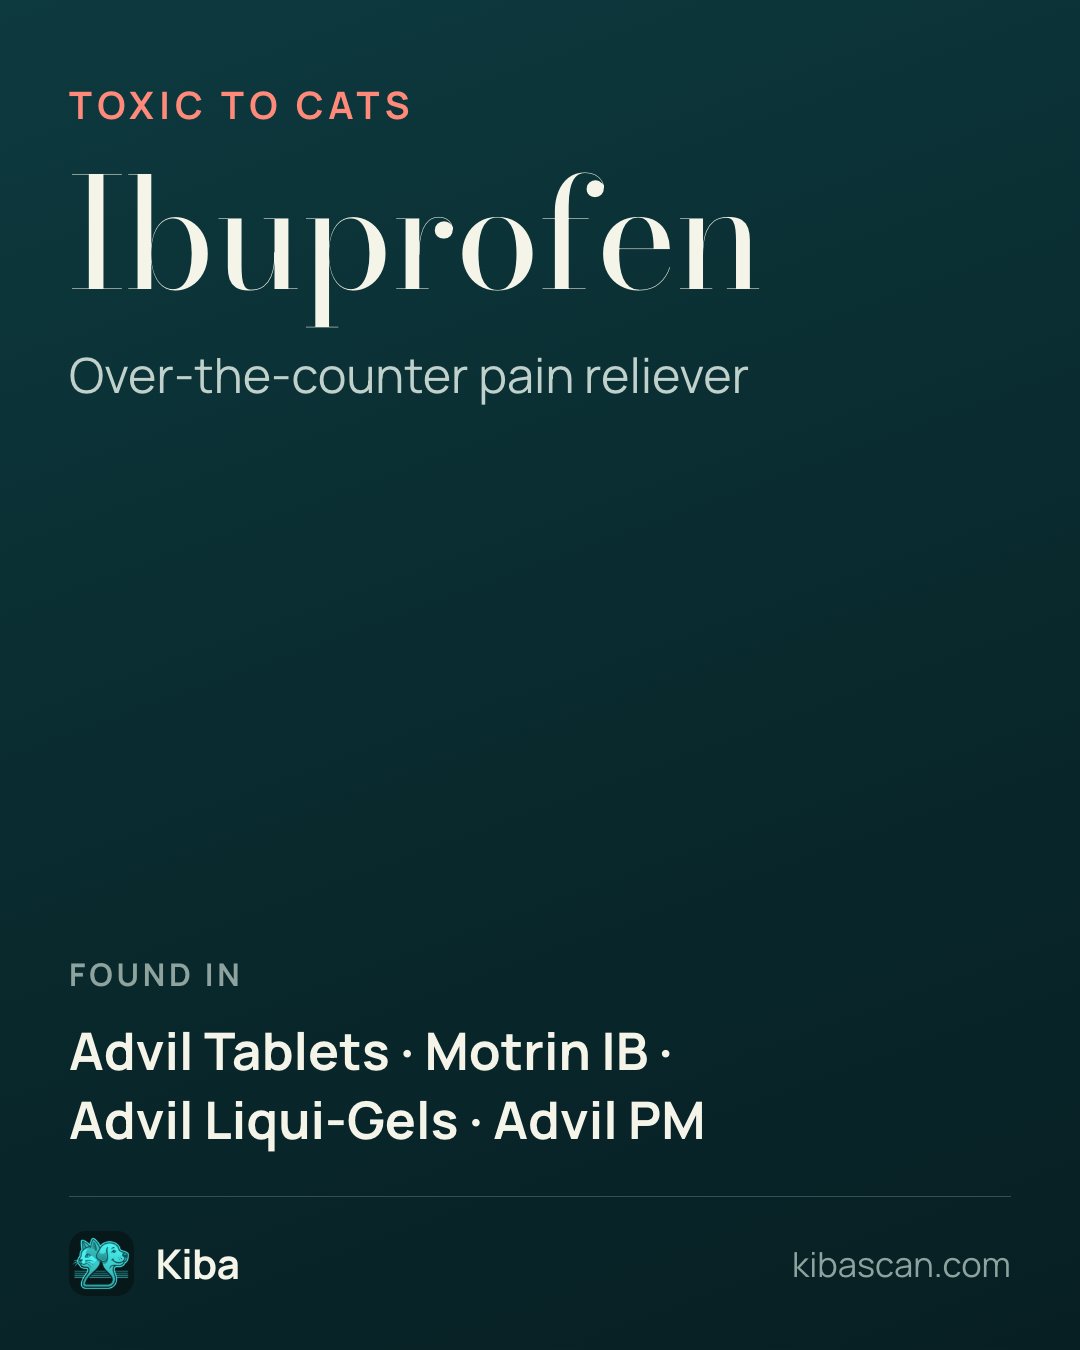 TOXIC TO CATS
Ibuprofen
Over-the-counter pain reliever
FOUND IN
Advil Tablets · Motrin IB ·
Advil Liqui-Gels · Advil PM
Kiba
kibascan.com